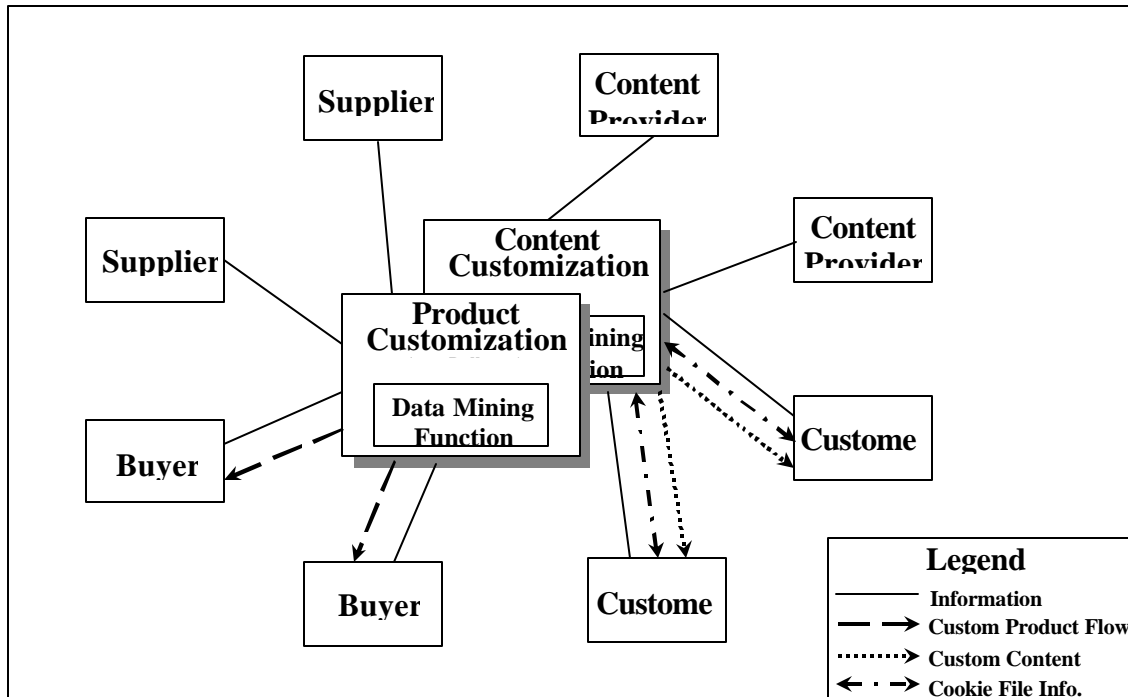 Supplier
Content
Provider
Supplier
Content
Provider
Content
Customization
ining
ion
Product
Customization
Data Mining
Function
Buyer
Custome
Buyer
Custome
Legend
Information
Custom Product Flow
Custom Content
Cookie File Info.